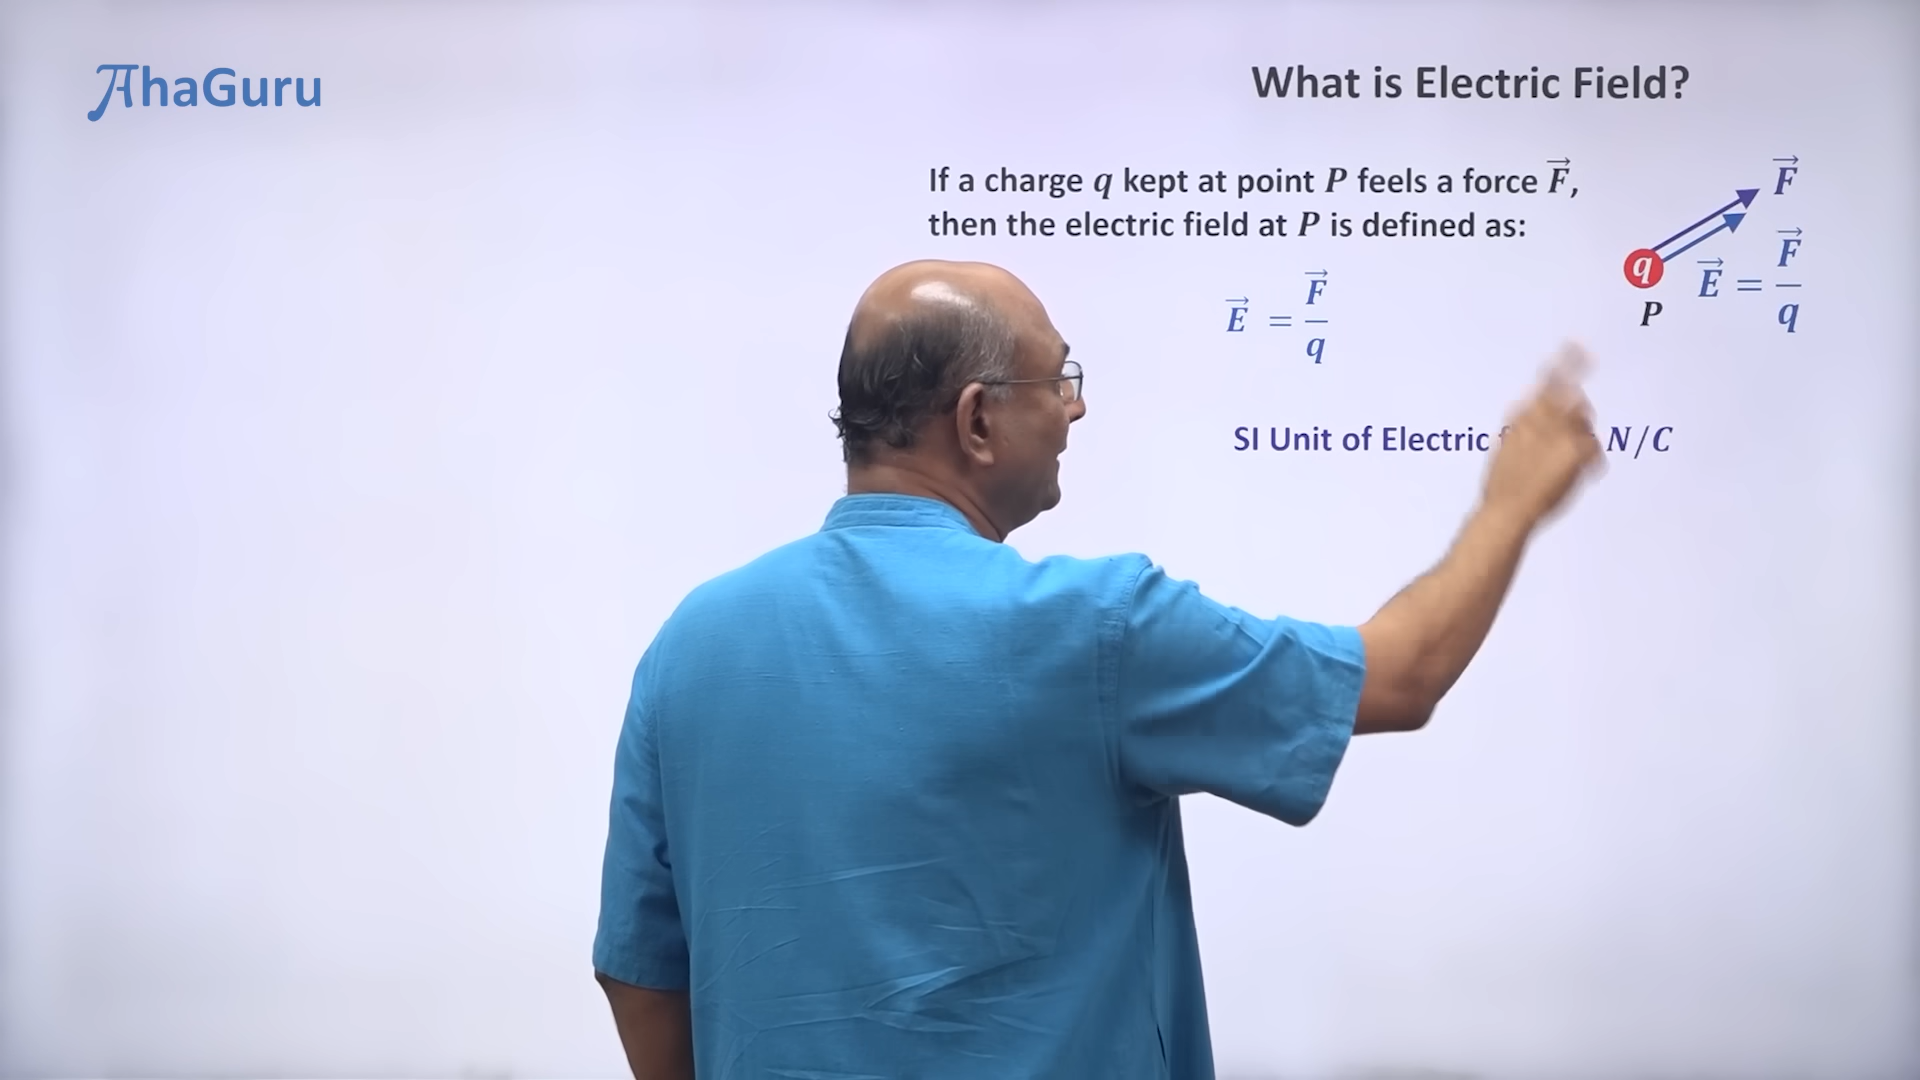 AhaGuru
What is Electric Field?
If a charge q kept at point P feels a force F⃗,
then the electric field at P is defined as:
E⃗ = F⃗/q
F⃗
q
P
E⃗ = F⃗/q
SI Unit of Electric N/C